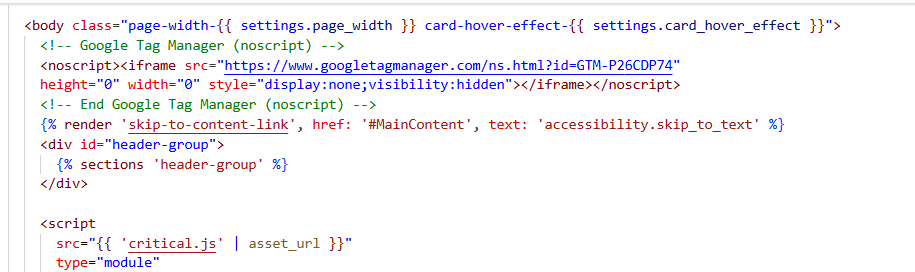 <body class="page-width-{{ settings.page_width }} card-hover-effect-{{ settings.card_hover_effect }}">
<!-- Google Tag Manager (noscript) -->
<noscript><iframe src="https://www.googletagmanager.com/ns.html?id=GTM-P26CDP74"
height="0" width="0" style="display:none;visibility:hidden"></iframe></noscript>
<!-- End Google Tag Manager (noscript) -->
{% render 'skip-to-content-link', href: '#MainContent', text: 'accessibility.skip_to_text' %}
<div id="header-group">
{% sections 'header-group' %}
</div>
<script
src="{{ 'critical.js' | asset_url }}"
type="module"